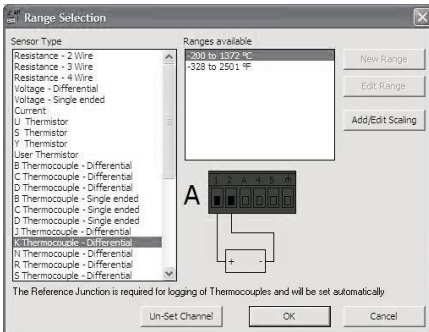 Range Selection
Sensor Type
Resistance - 2 Wire
Resistance - 3 Wire
Resistance - 4 Wire
Voltage - Differential
Voltage - Single ended
Current
U Thermistor
S Thermistor
Y Thermistor
User Thermistor
B Thermocouple - Differential
C Thermocouple - Differential
D Thermocouple - Differential
B Thermocouple - Single ended
C Thermocouple - Single ended
D Thermocouple - Single ended
J Thermocouple - Differential
K Thermocouple - Differential
N Thermocouple - Differential
R Thermocouple - Differential
S Thermocouple - Differential
Ranges available
-200 to 1372 ºC
-328 to 2501 ºF
New Range
Edit Range
Add/Edit Scaling
A
1 2 A 4 5
+ -
The Reference Junction is required for logging of Thermocouples and will be set automatically
Un-Set Channel
OK
Cancel